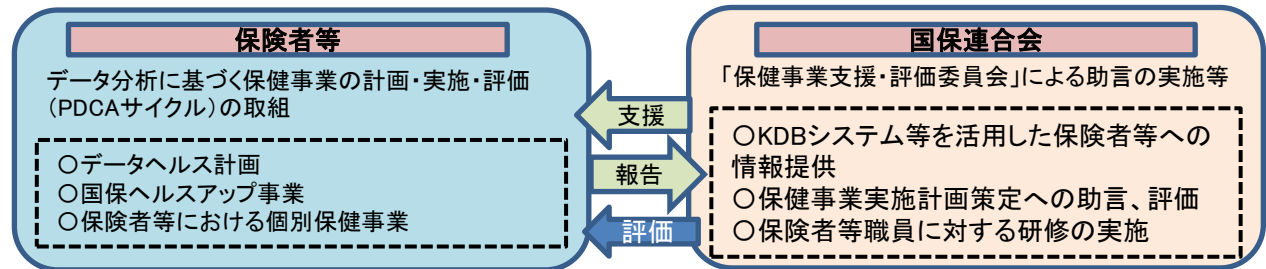 保険者等
データ分析に基づく保健事業の計画・実施・評価
(PDCAサイクル)の取組
〇データヘルス計画
〇国保ヘルスアップ事業
〇保険者等における個別保健事業
支援
報告
評価
国保連合会
「保健事業支援・評価委員会」による助言の実施等
〇KDBシステム等を活用した保険者等への
情報提供
〇保健事業実施計画策定への助言、評価
〇保険者等職員に対する研修の実施